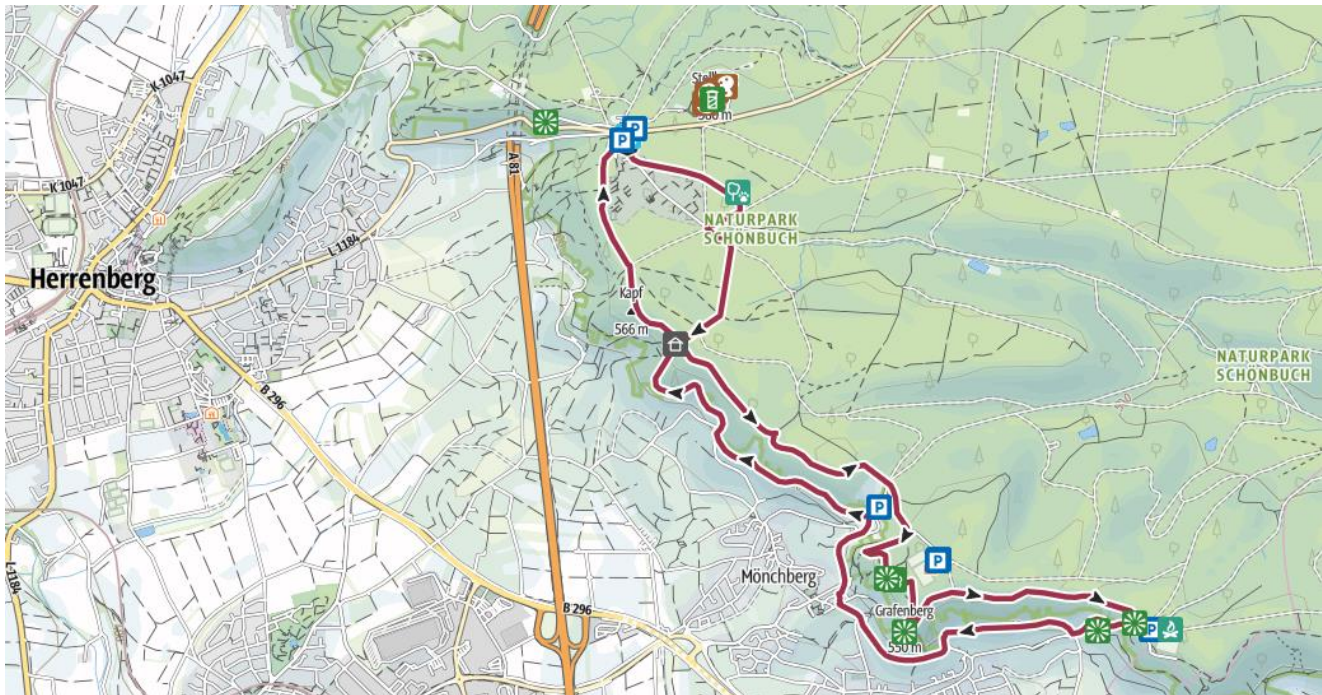 K 1047
Stell
580 m
A 81
K 1047
NATURPARK
SCHÖNBUCH
L 1184
Herrenberg
Kapf
566 m
NATURPARK
SCHÖNBUCH
B 296
L 1184
Mönchberg
B 296
Grafenberg
550 m
P
P
P
P
P